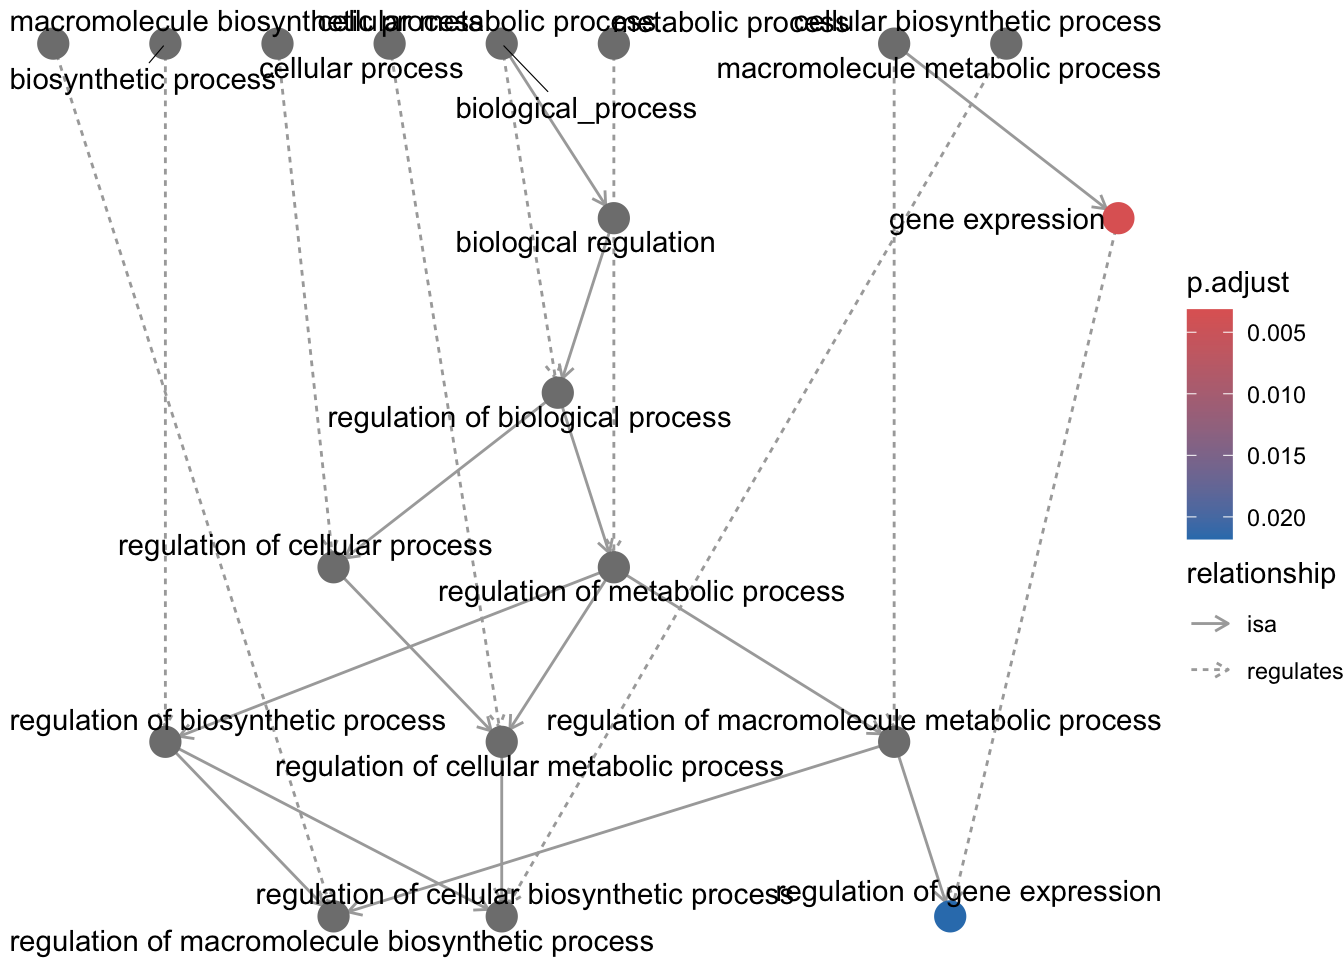 macromolecule biosynthetic process
cellular metabolic process
metabolic process
cellular biosynthetic process
biosynthetic process
cellular process
macromolecule metabolic process
biological_process
gene expression
biological regulation
p.adjust
0.005
0.010
0.015
0.020
regulation of biological process
regulation of cellular process
relationship
isa
regulates
regulation of metabolic process
regulation of biosynthetic process
regulation of macromolecule metabolic process
regulation of cellular metabolic process
regulation of cellular biosynthetic process
regulation of gene expression
regulation of macromolecule biosynthetic process